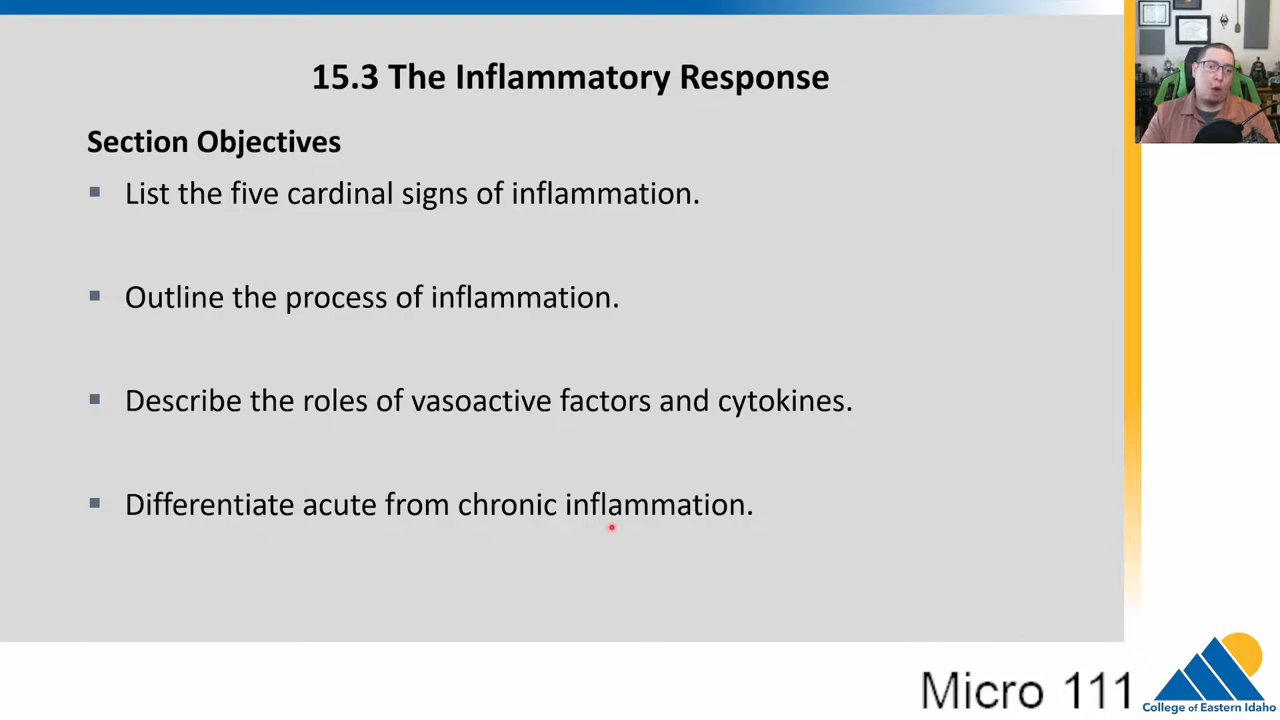 15.3 The Inflammatory Response
Section Objectives
▪ List the five cardinal signs of inflammation.
▪ Outline the process of inflammation.
▪ Describe the roles of vasoactive factors and cytokines.
▪ Differentiate acute from chronic inflammation.
Micro 111
College of Eastern Idaho